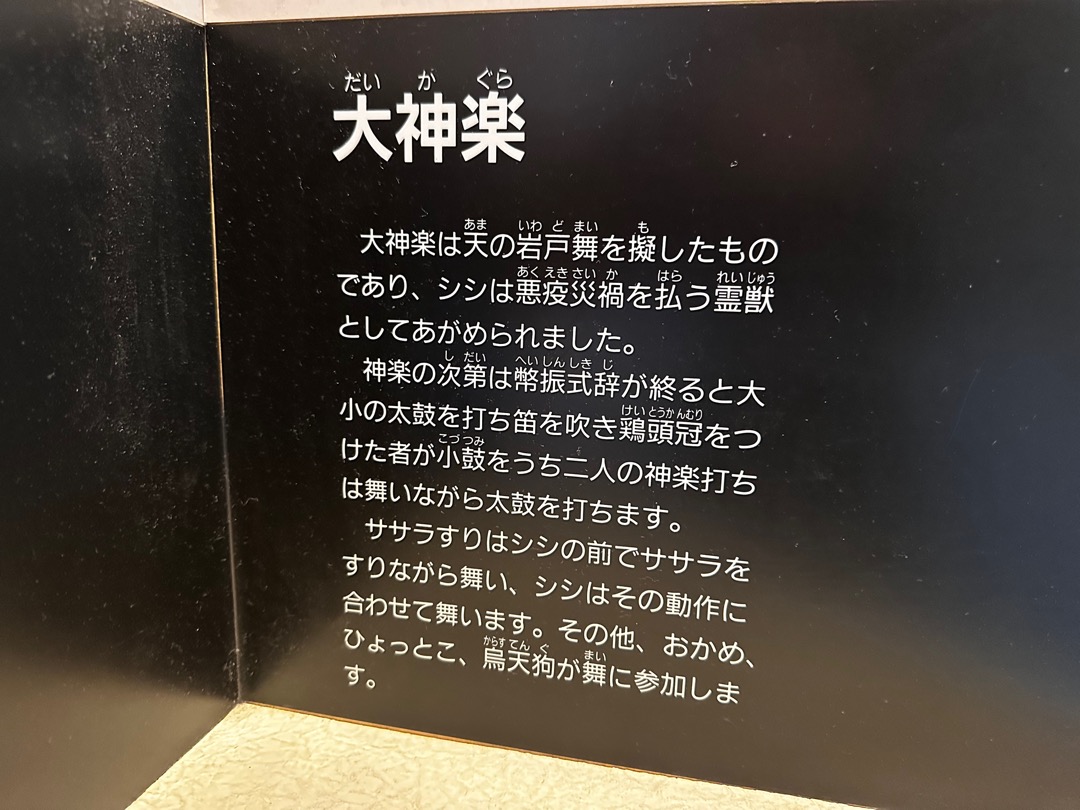 だいかぐら
大神楽
あま いわ ど まい も
大神楽は天の岩戸舞を擬したもの
あくえきさいか はら れいじゅう
であり、シシは悪疫災禍を払う霊獣
としてあがめられました。
し だい へいしんしきじ
神楽の次第は幣振式辞が終ると大
けいとうかんむり
小の太鼓を打ち笛を吹き鶏頭冠をつ
こづつみ
けた者が小鼓をうち二人の神楽打ち
は舞いながら太鼓を打ちます。
ササラすりはシシの前でササラを
すりながら舞い、シシはその動作に
合わせて舞います。その他、おかめ、
からすてんぐ まい
ひょっとこ、烏天狗が舞に参加しま
す。